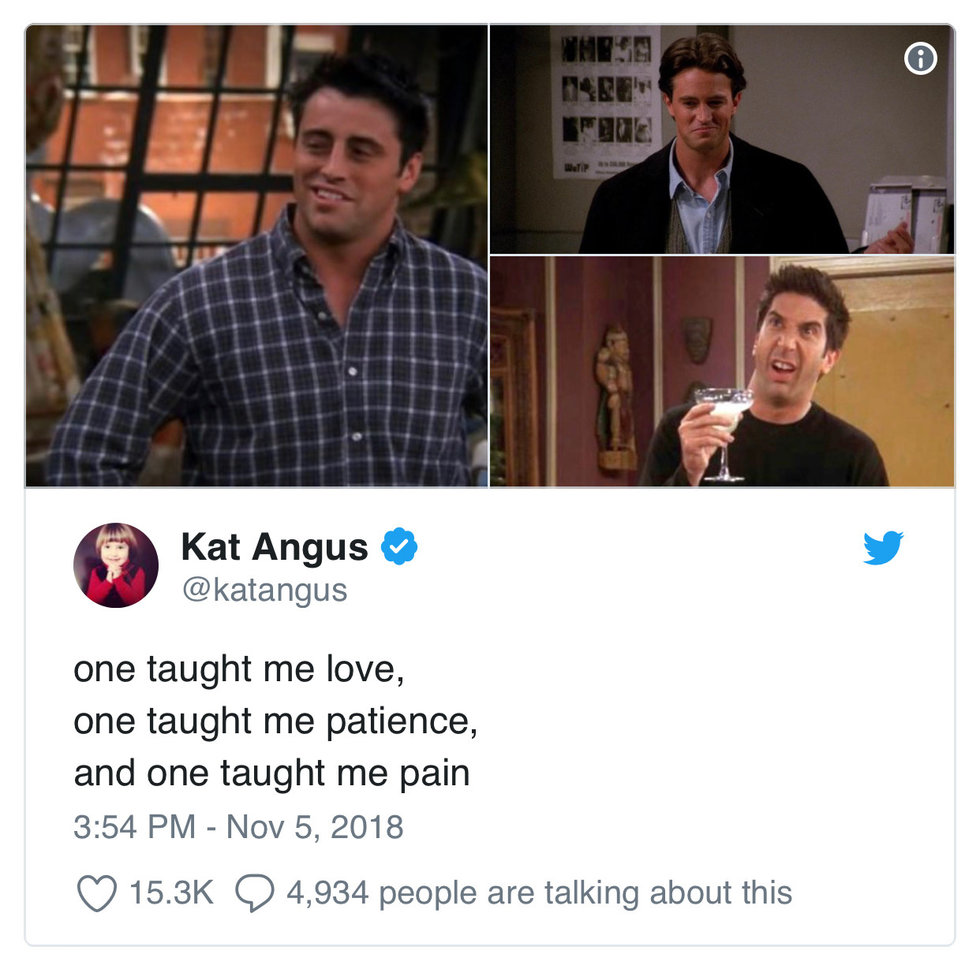 WeTiP
Kat Angus
@katangus
one taught me love,
one taught me patience,
and one taught me pain
3:54 PM - Nov 5, 2018
15.3K
4,934 people are talking about this